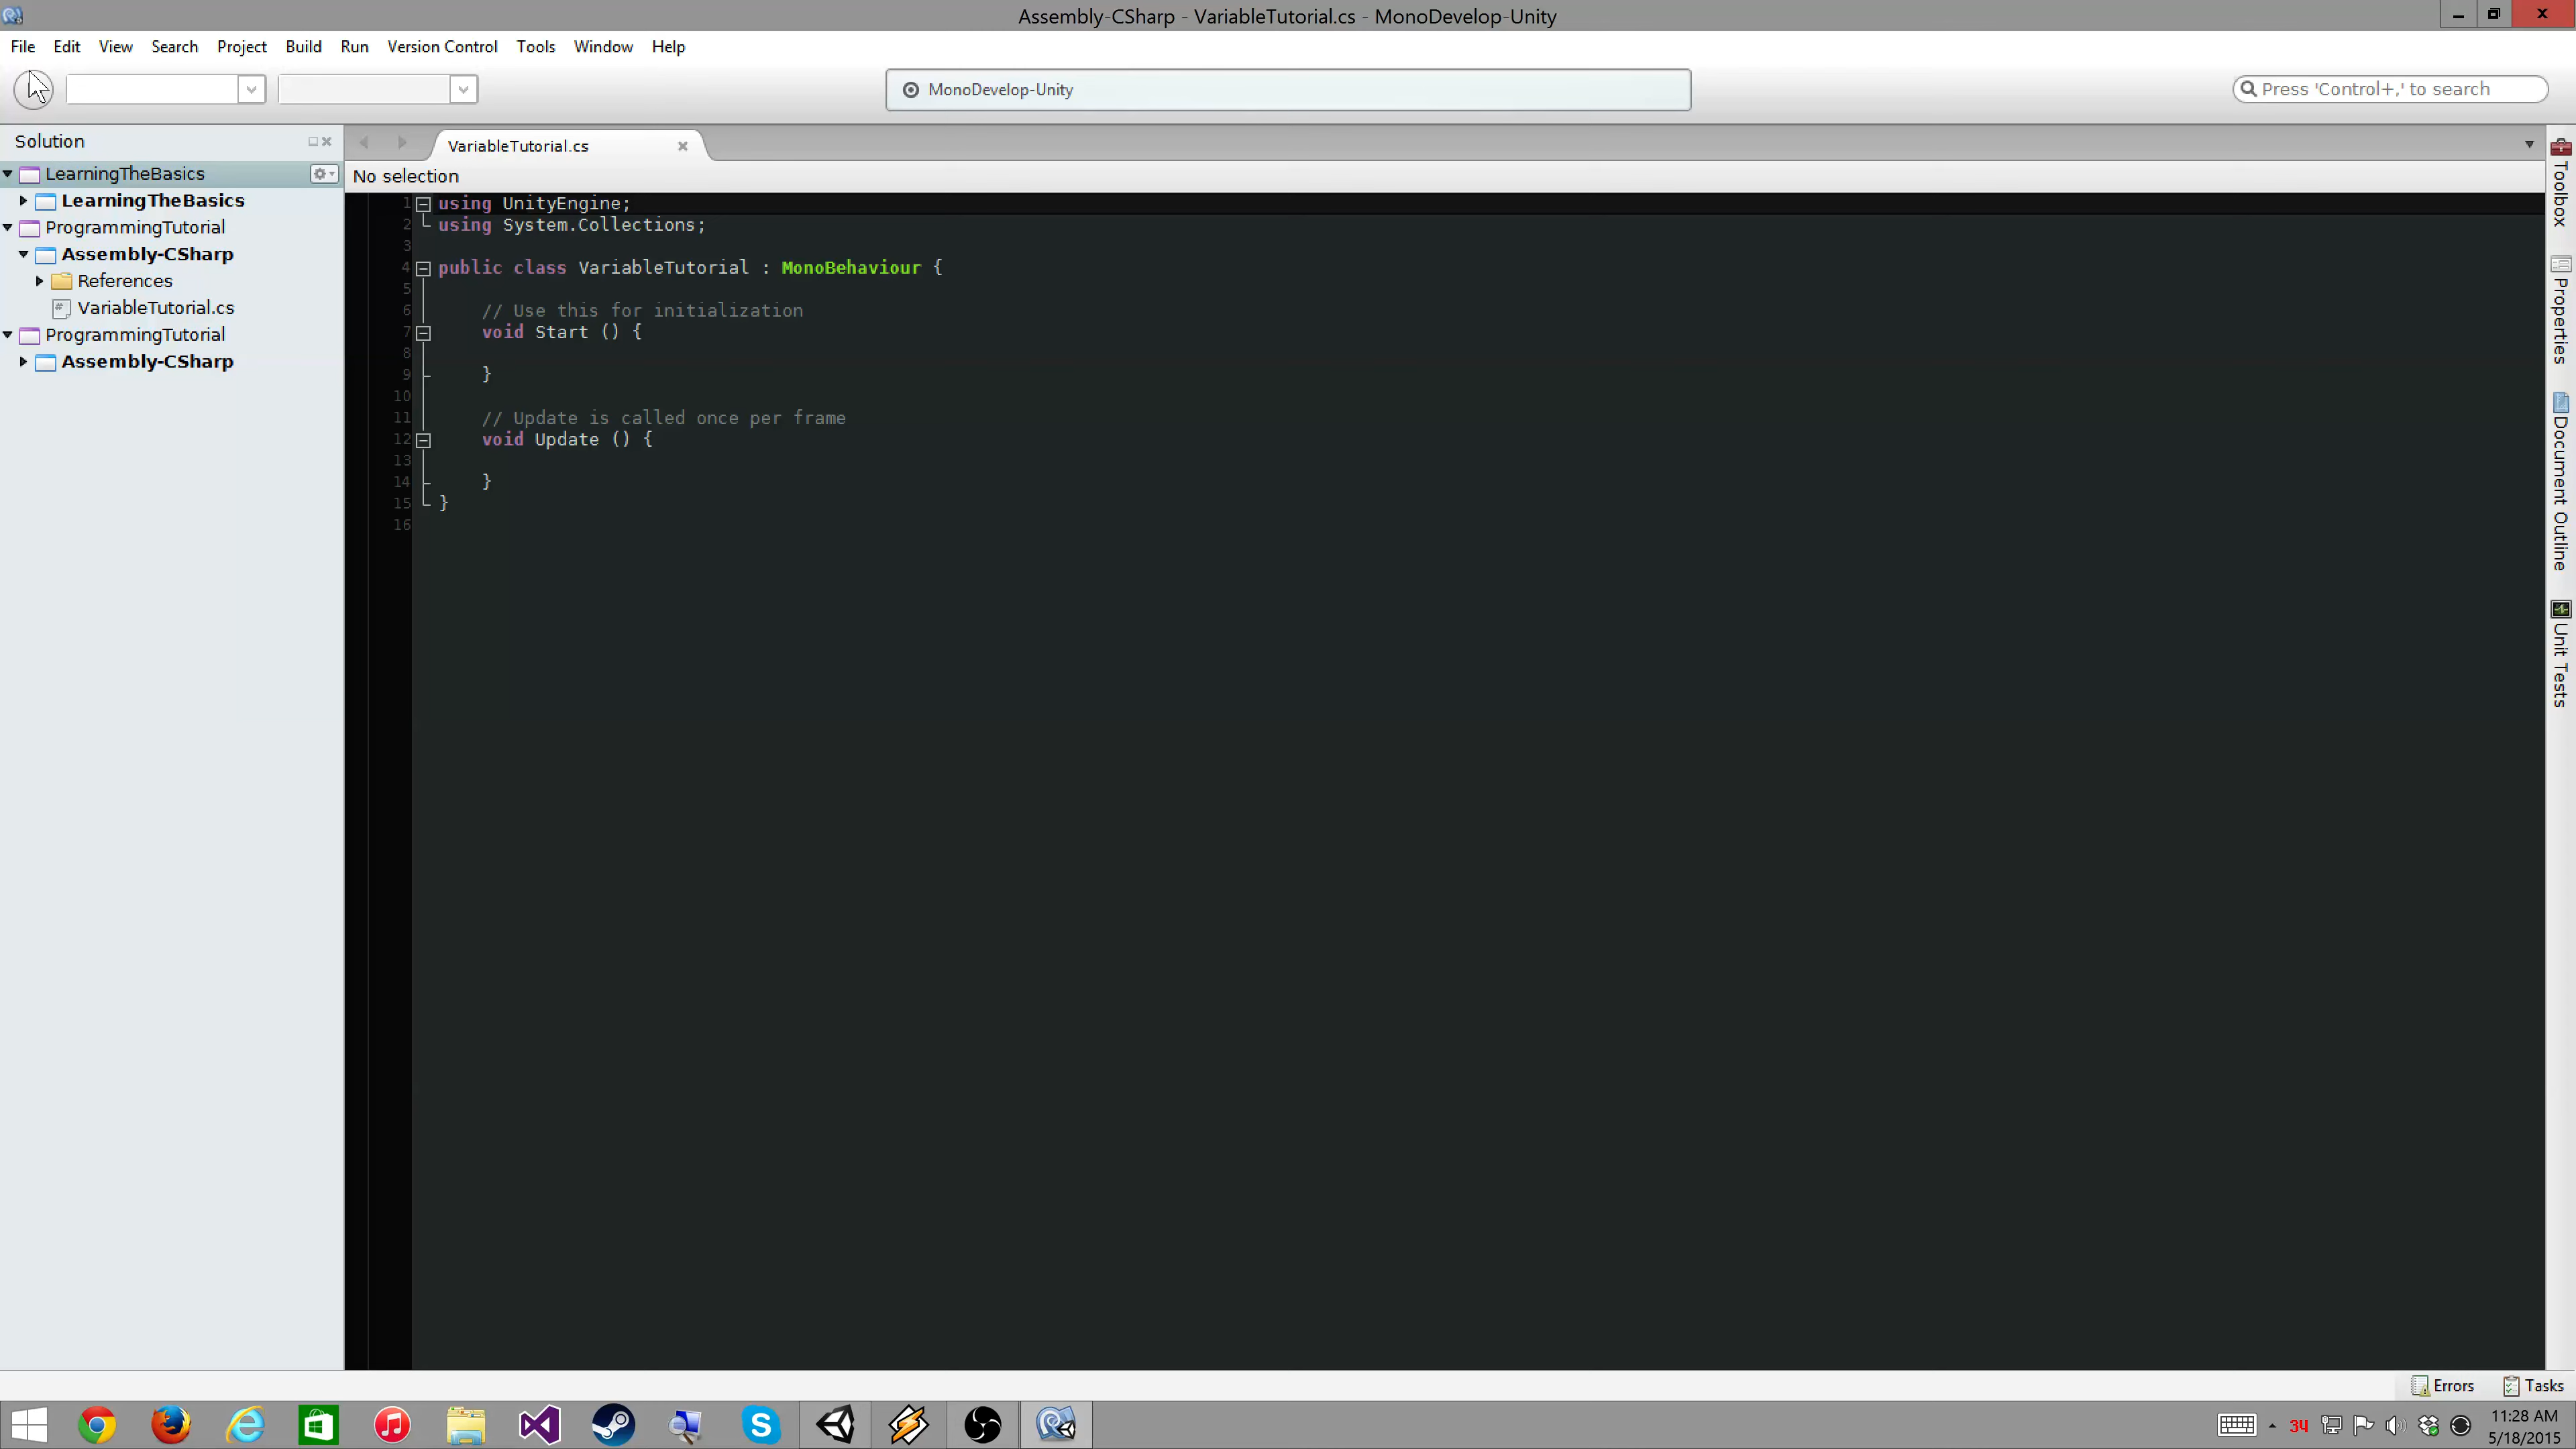 Assembly-CSharp - VariableTutorial.cs - MonoDevelop-Unity
File Edit View Search Project Build Run Version Control Tools Window Help
MonoDevelop-Unity
Press 'Control+,' to search
Solution
LearningTheBasics
LearningTheBasics
ProgrammingTutorial
Assembly-CSharp
References
VariableTutorial.cs
ProgrammingTutorial
Assembly-CSharp
VariableTutorial.cs
No selection
1 using UnityEngine;
2 using System.Collections;
3
4 public class VariableTutorial : MonoBehaviour {
5
6 // Use this for initialization
7 void Start () {
8
9 }
10
11 // Update is called once per frame
12 void Update () {
13
14 }
15 }
16
Toolbox
Properties
Document Outline
Unit Tests
Errors Tasks
34
11:28 AM
5/18/2015